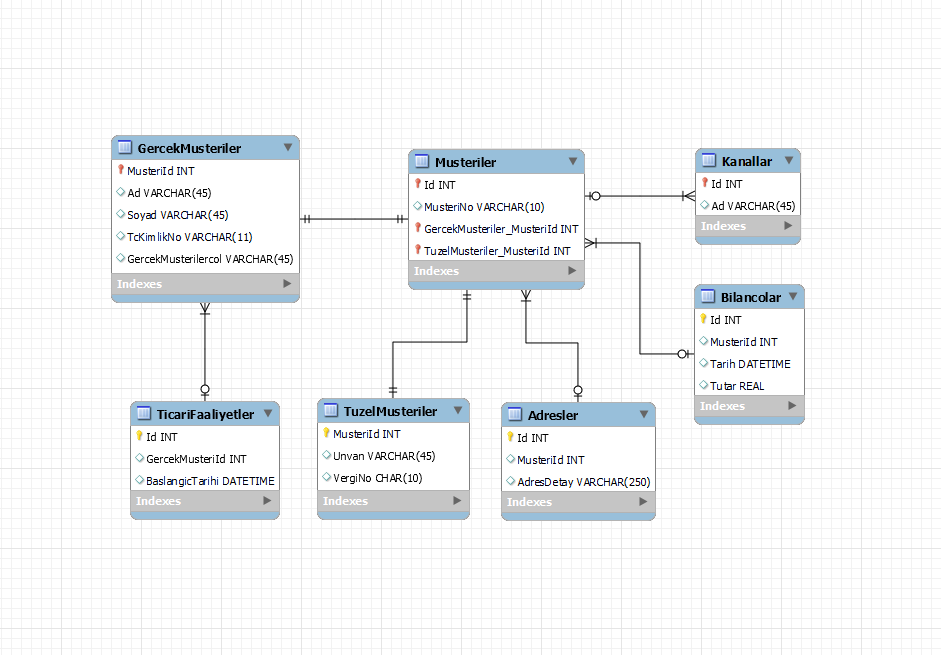 GercekMusteriler
MusteriId INT
Ad VARCHAR(45)
Soyad VARCHAR(45)
TcKimlikNo VARCHAR(11)
GercekMusterilercol VARCHAR(45)
Indexes
Musteriler
Id INT
MusteriNo VARCHAR(10)
GercekMusteriler_MusteriId INT
TuzelMusteriler_MusteriId INT
Indexes
Kanallar
Id INT
Ad VARCHAR(45)
Indexes
Bilancolar
Id INT
MusteriId INT
Tarih DATETIME
Tutar REAL
Indexes
TicariFaaliyetler
Id INT
GercekMusteriId INT
BaslangicTarihi DATETIME
Indexes
TuzelMusteriler
MusteriId INT
Unvan VARCHAR(45)
VergiNo CHAR(10)
Indexes
Adresler
Id INT
MusteriId INT
AdresDetay VARCHAR(250)
Indexes